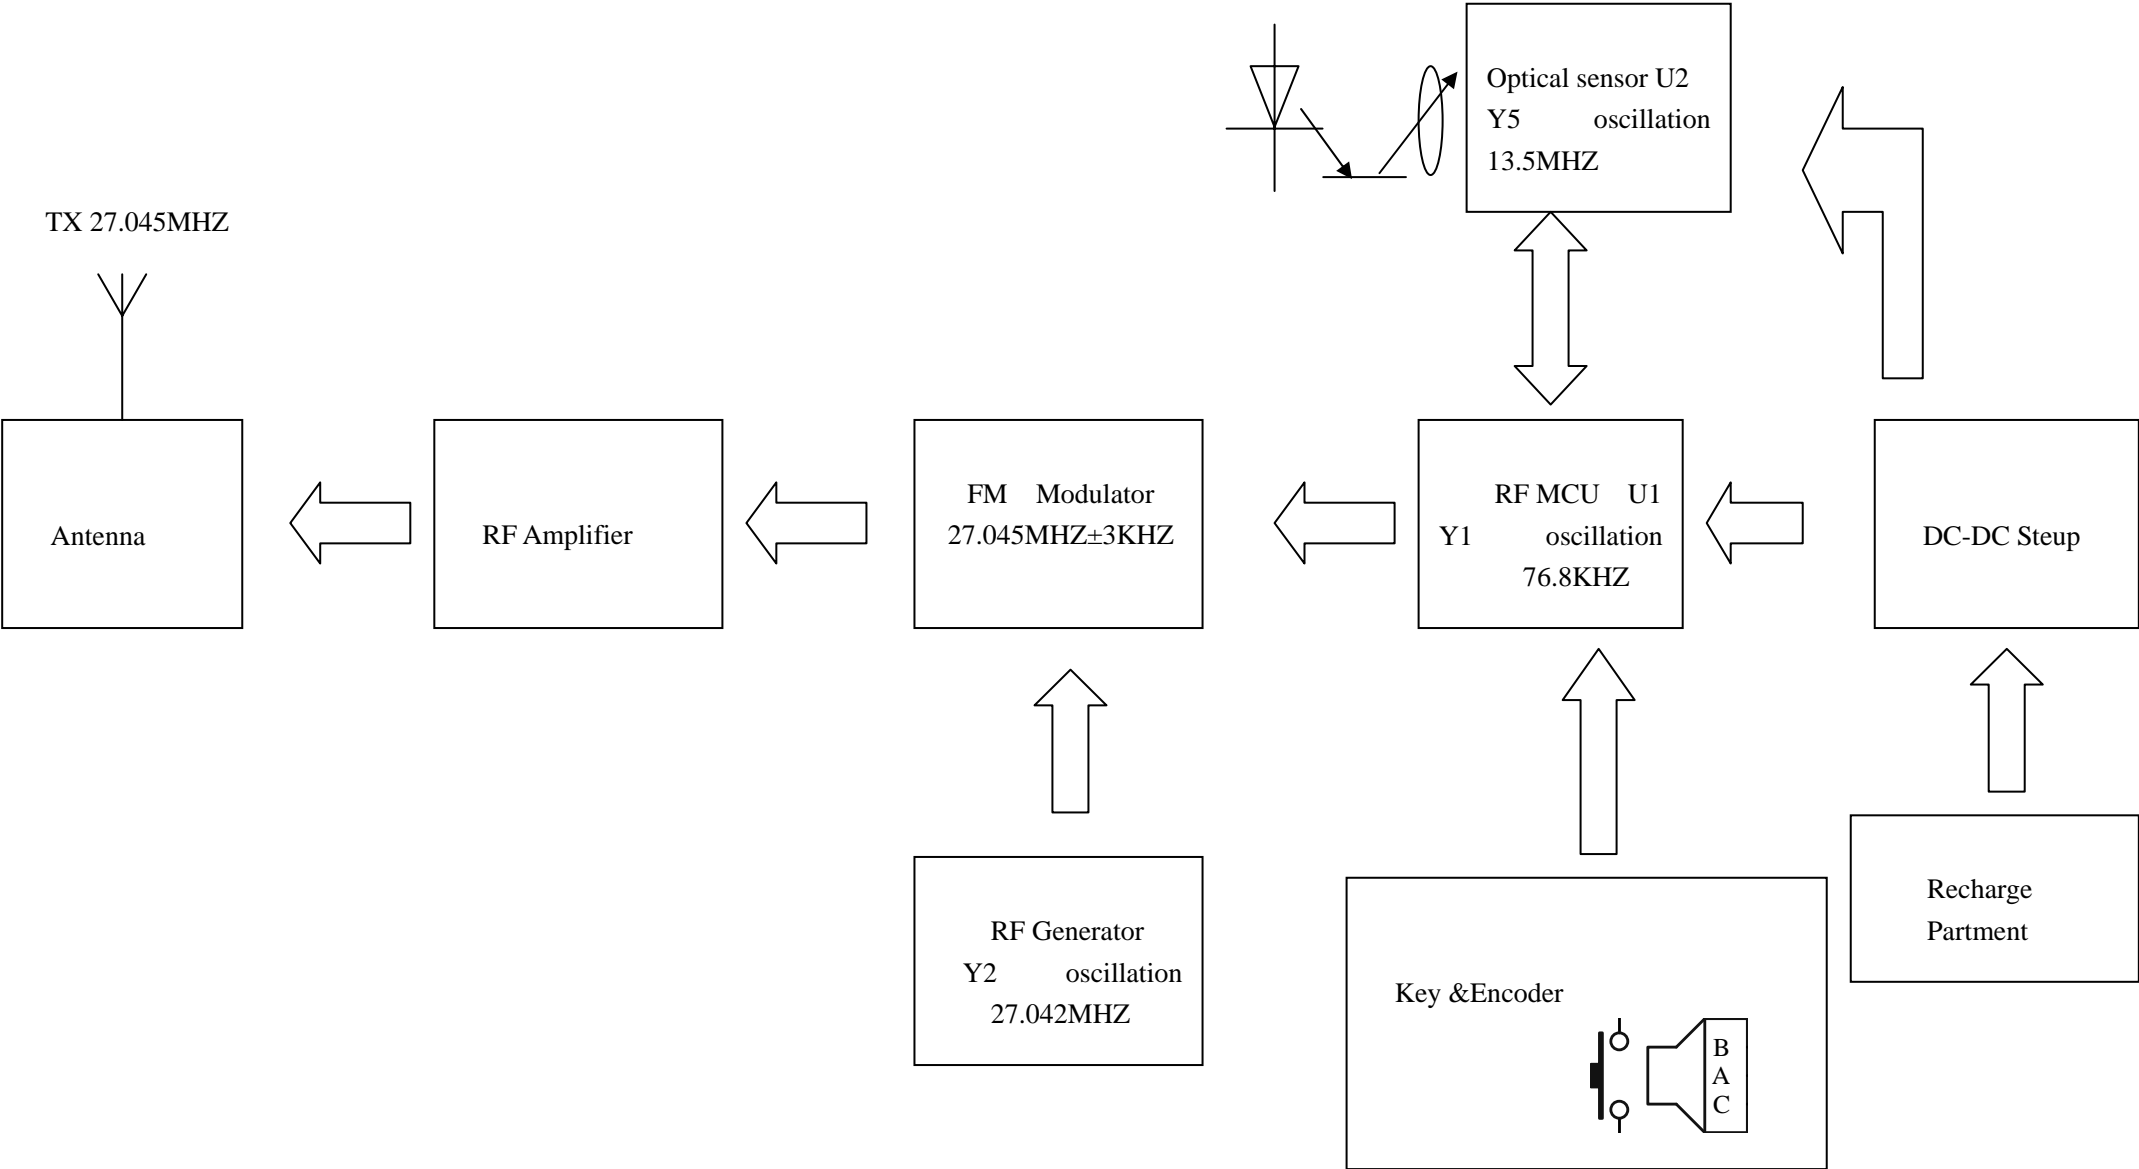 Optical sensor U2
Y5 oscillation
13.5MHZ
TX 27.045MHZ
Antenna
RF Amplifier
FM Modulator
27.045MHZ±3KHZ
RF MCU U1
Y1 oscillation
76.8KHZ
DC-DC Steup
RF Generator
Y2 oscillation
27.042MHZ
Key &Encoder
B
A
C
Recharge
Partment